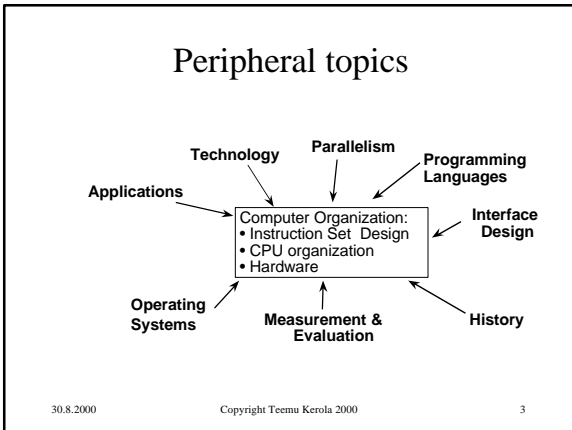 Peripheral topics
Technology
Parallelism
Programming
Languages
Applications
Computer Organization:
• Instruction Set Design
• CPU organization
• Hardware
Interface
Design
Operating
Systems
Measurement &
Evaluation
History
30.8.2000
Copyright Teemu Kerola 2000
3